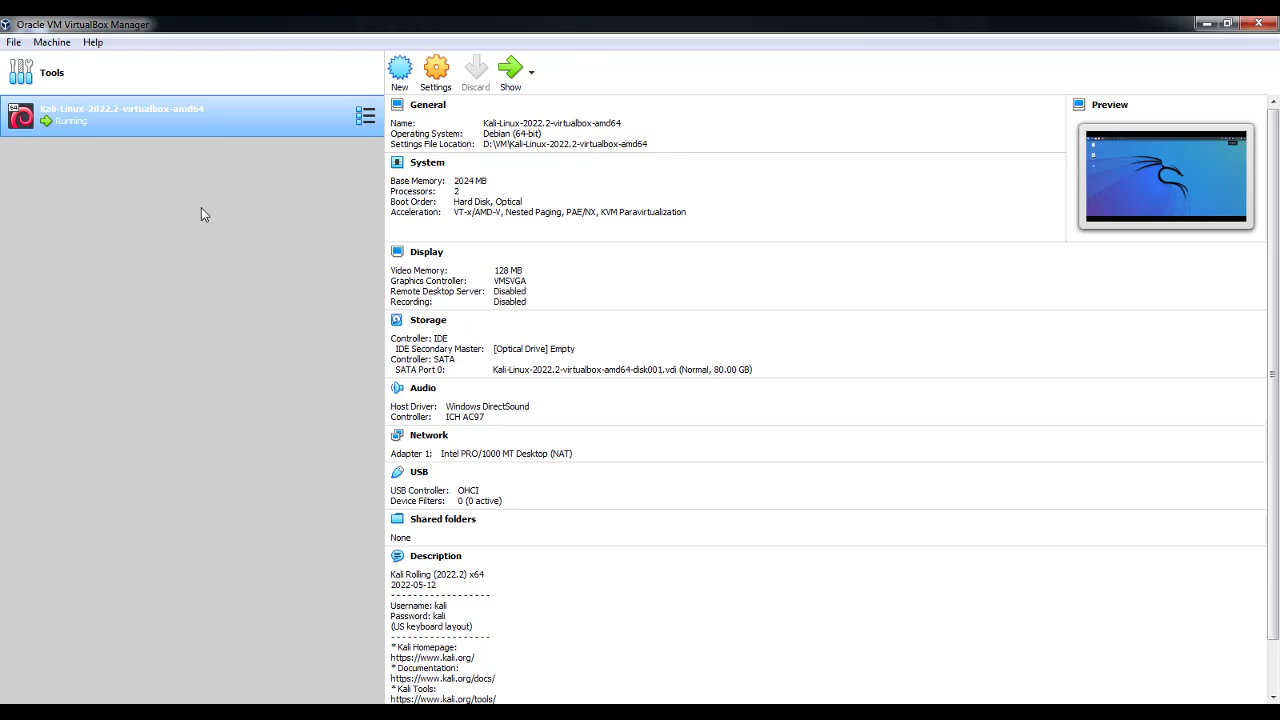 Oracle VM VirtualBox Manager
File Machine Help
Tools
New Settings Discard Show
64 Kali-Linux-2022.2-virtualbox-amd64
Running
General
Name: Kali-Linux-2022.2-virtualbox-amd64
Operating System: Debian (64-bit)
Settings File Location: D:\VM\Kali-Linux-2022.2-virtualbox-amd64
Preview
System
Base Memory: 2024 MB
Processors: 2
Boot Order: Hard Disk, Optical
Acceleration: VT-x/AMD-V, Nested Paging, PAE/NX, KVM Paravirtualization
Display
Video Memory: 128 MB
Graphics Controller: VMSVGA
Remote Desktop Server: Disabled
Recording: Disabled
Storage
Controller: IDE
IDE Secondary Master: [Optical Drive] Empty
Controller: SATA
SATA Port 0: Kali-Linux-2022.2-virtualbox-amd64-disk001.vdi (Normal, 80.00 GB)
Audio
Host Driver: Windows DirectSound
Controller: ICH AC97
Network
Adapter 1: Intel PRO/1000 MT Desktop (NAT)
USB
USB Controller: OHCI
Device Filters: 0 (0 active)
Shared folders
None
Description
Kali Rolling (2022.2) x64
2022-05-12
- - - - - - - - - - - - - - - - - - -
Username: kali
Password: kali
(US keyboard layout)
- - - - - - - - - - - - - - - - - - -
* Kali Homepage:
https://www.kali.org/
* Documentation:
https://www.kali.org/docs/
* Kali Tools:
https://www.kali.org/tools/